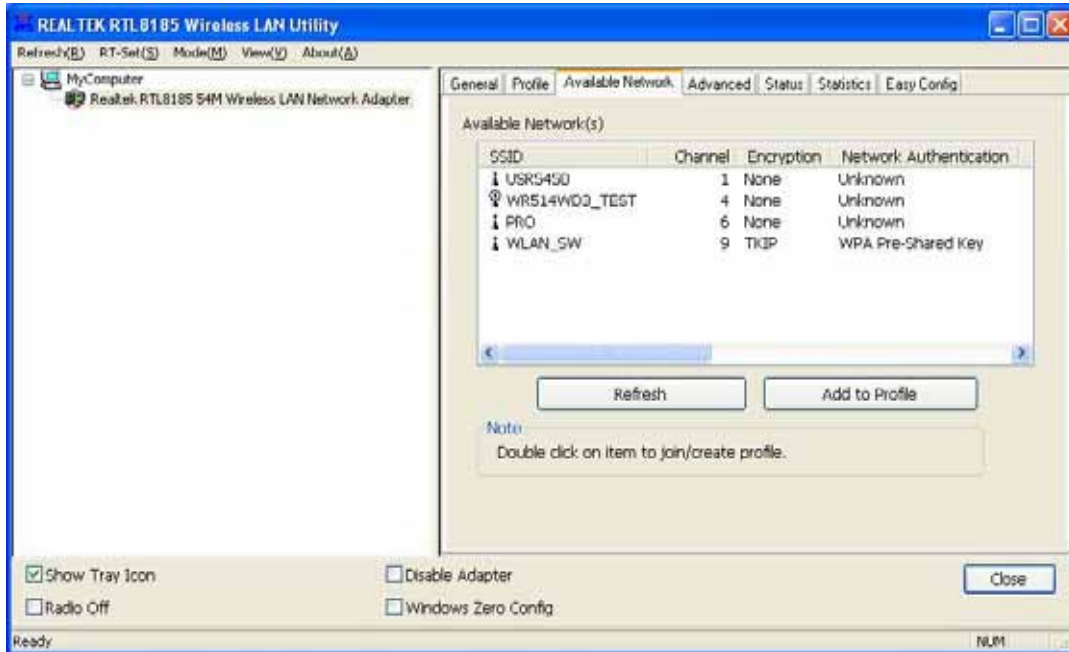 REALTEK RTL8185 Wireless LAN Utility
Refresh(R) RT-Set(S) Mode(M) View(V) About(A)
MyComputer
Realtek RTL8185 54M Wireless LAN Network Adapter
General Profile Available Network Advanced Status Statistics Easy Config
Available Network(s)
SSID Channel Encryption Network Authentication
USR5450 1 None Unknown
WR514WD3_TEST 4 None Unknown
PRO 6 None Unknown
WLAN_SW 9 TKIP WPA Pre-Shared Key
Refresh Add to Profile
Note
Double click on item to join/create profile.
Show Tray Icon Disable Adapter Close
Radio Off Windows Zero Config
Ready NUM